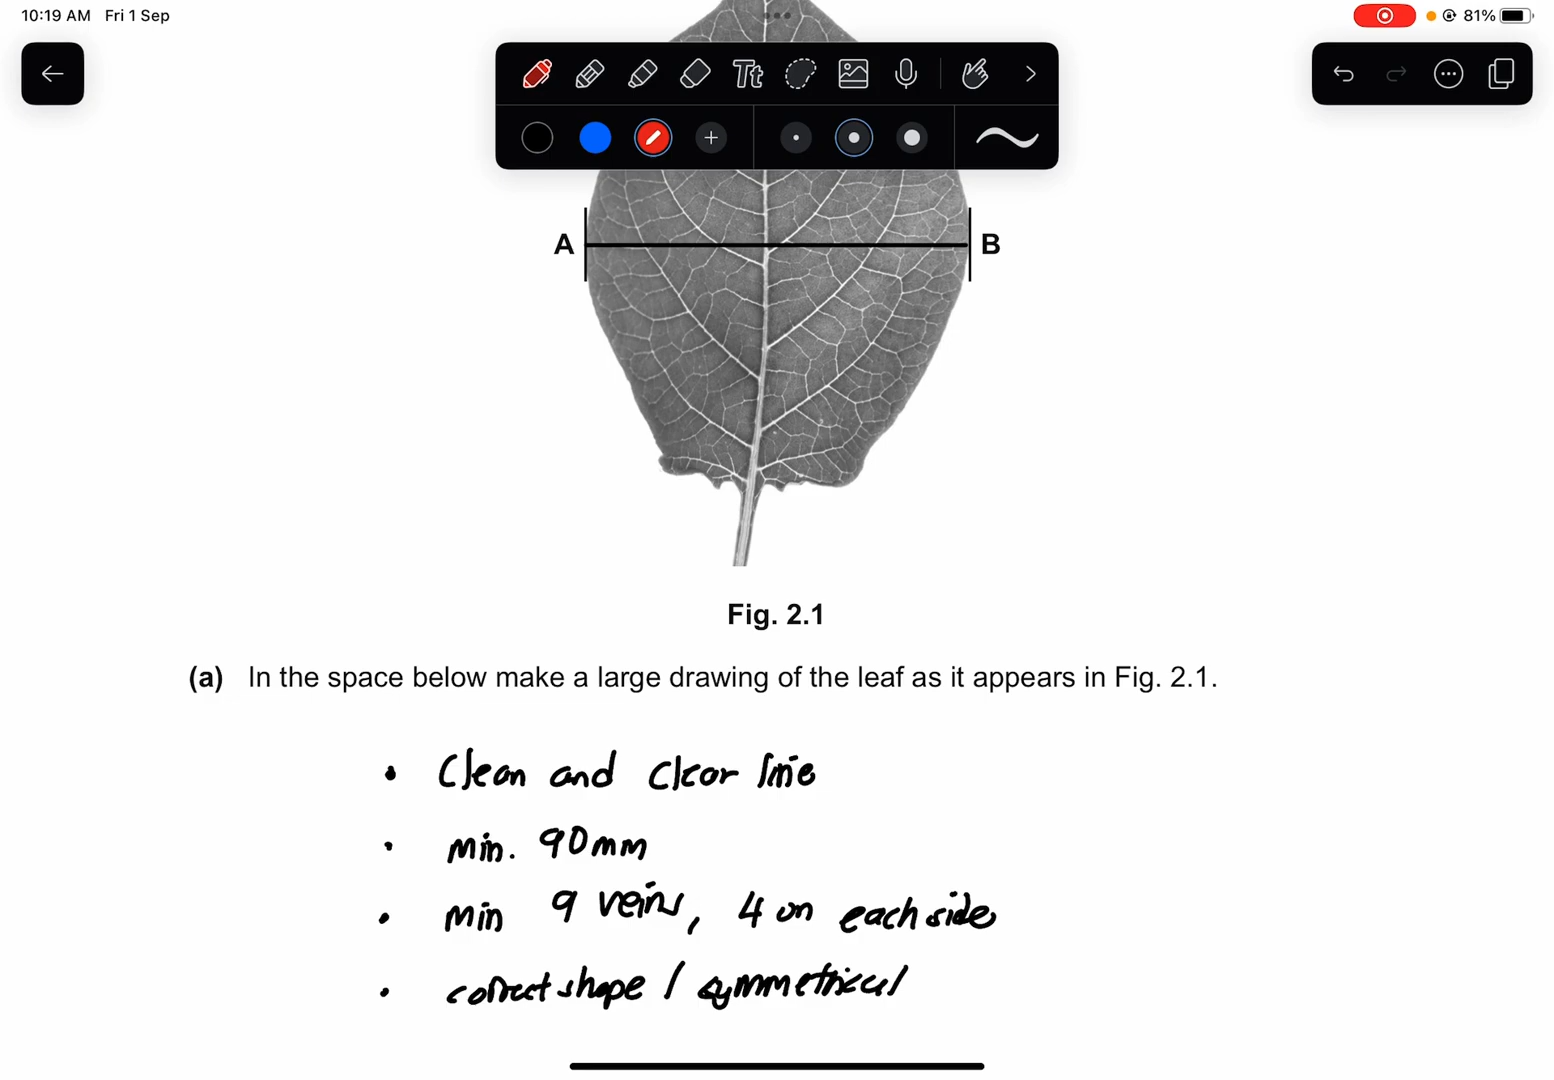 10:19 AM Fri 1 Sep
81%
Tt
A B
Fig. 2.1
(a) In the space below make a large drawing of the leaf as it appears in Fig. 2.1.
• Clean and clear line
• min. 90mm
• min 9 veins, 4 on each side
• correct shape / symmetrical